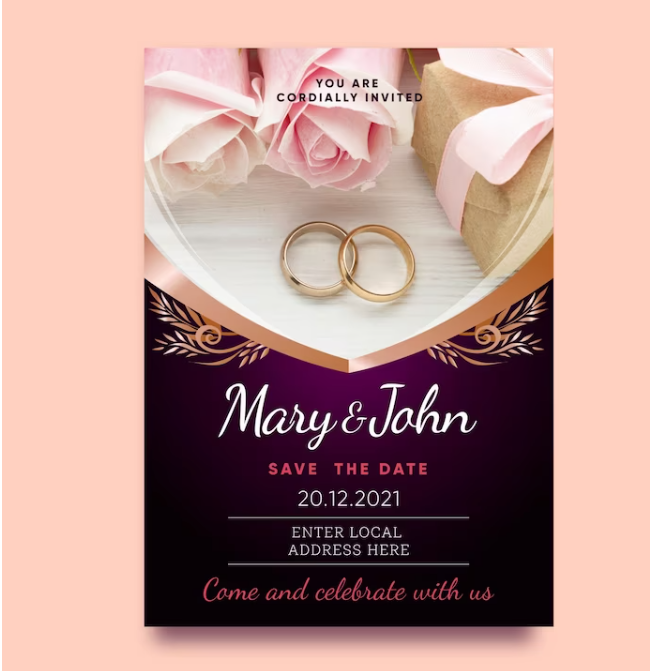 YOU ARE
CORDIALLY INVITED
Mary & John
SAVE THE DATE
20.12.2021
ENTER LOCAL
ADDRESS HERE
Come and celebrate with us